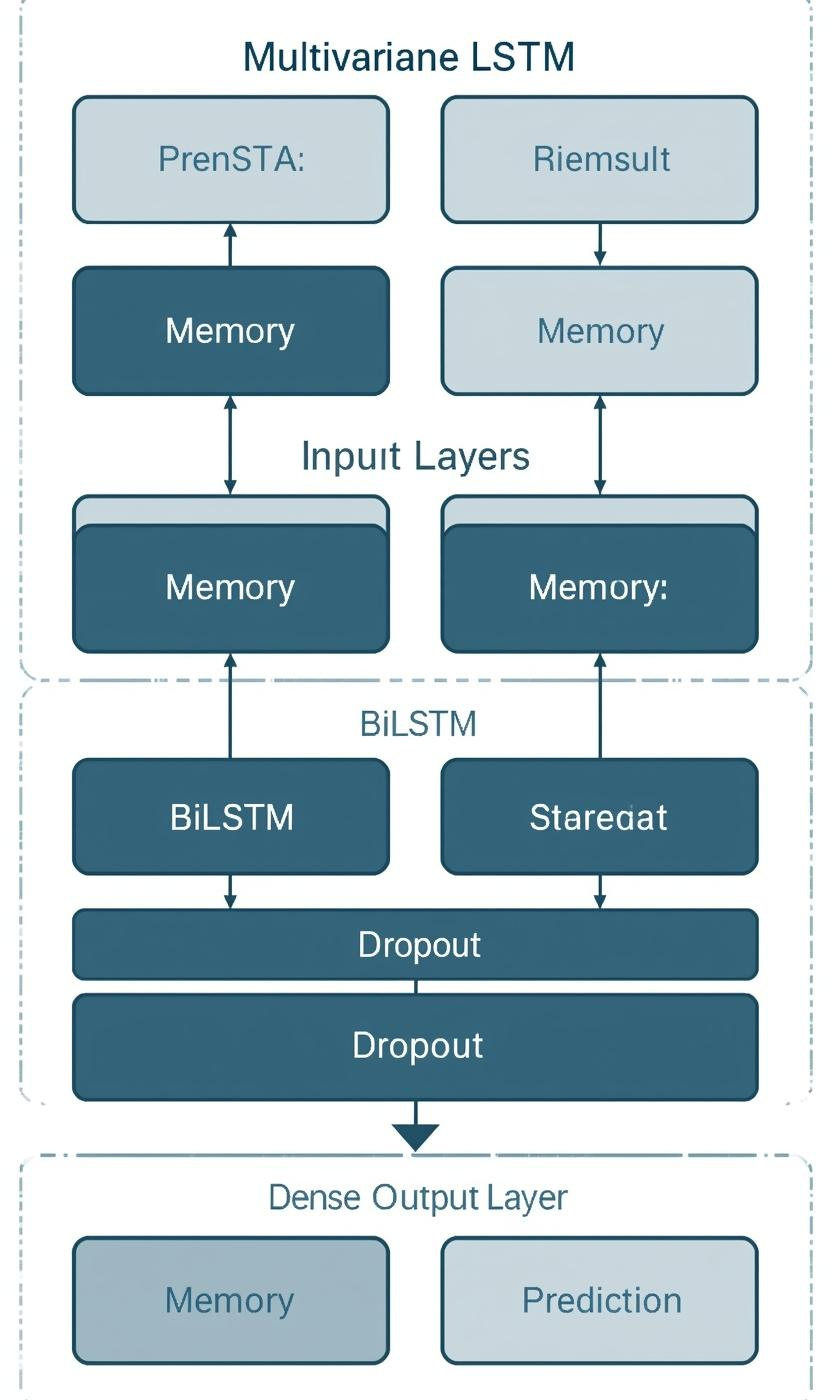 Multivariane LSTM
PrenSTA:
Riemsult
Memory
Memory
Inpuıt Layers
Memory
Memory:
BiLSTM
BiLSTM
Staredat
Dropout
Dropout
Dense Output Layer
Memory
Prediction